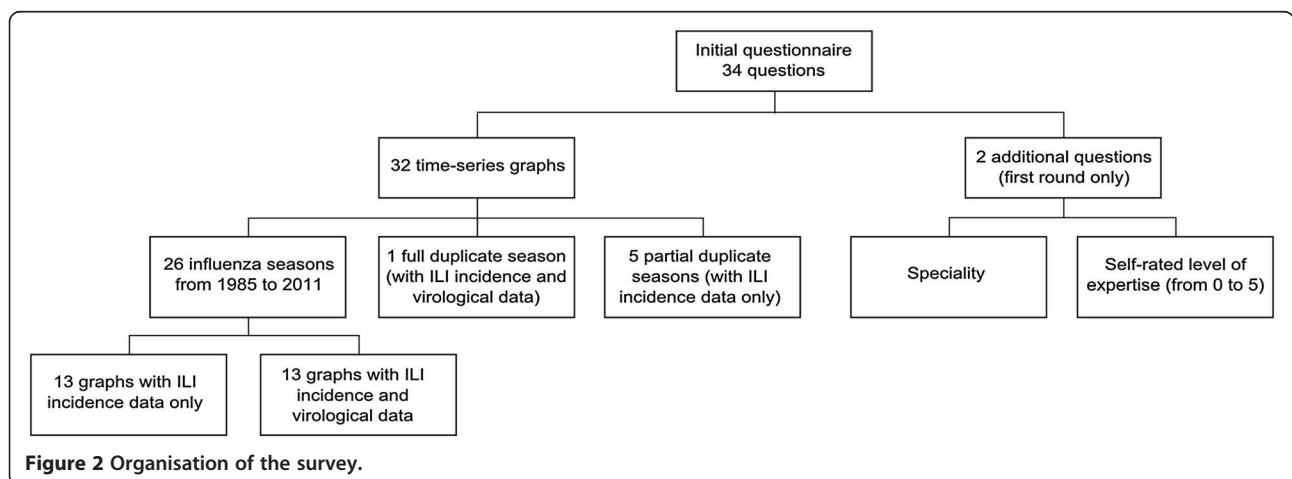 Initial questionnaire
34 questions
32 time-series graphs
2 additional questions
(first round only)
26 influenza seasons
from 1985 to 2011
1 full duplicate season
(with ILI incidence and
virological data)
5 partial duplicate
seasons (with ILI
incidence data only)
Speciality
Self-rated level of
expertise (from 0 to 5)
13 graphs with ILI
incidence data only
13 graphs with ILI
incidence and
virological data
Figure 2 Organisation of the survey.